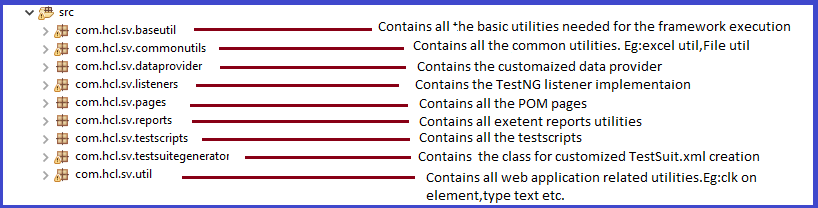 src
com.hcl.sv.baseutil Contains all the basic utilities needed for the framework execution
com.hcl.sv.commonutils Contains all the common utilities. Eg:excel util,File util
com.hcl.sv.dataprovider Contains the customaized data provider
com.hcl.sv.listeners Contains the TestNG listener implementaion
com.hcl.sv.pages Contains all the POM pages
com.hcl.sv.reports Contains all exetent reports utilities
com.hcl.sv.testscripts Contains all the testscripts
com.hcl.sv.testsuitegenerator Contains the class for customized TestSuit.xml creation
com.hcl.sv.util Contains all web application related utilities.Eg:clk on
element,type text etc.